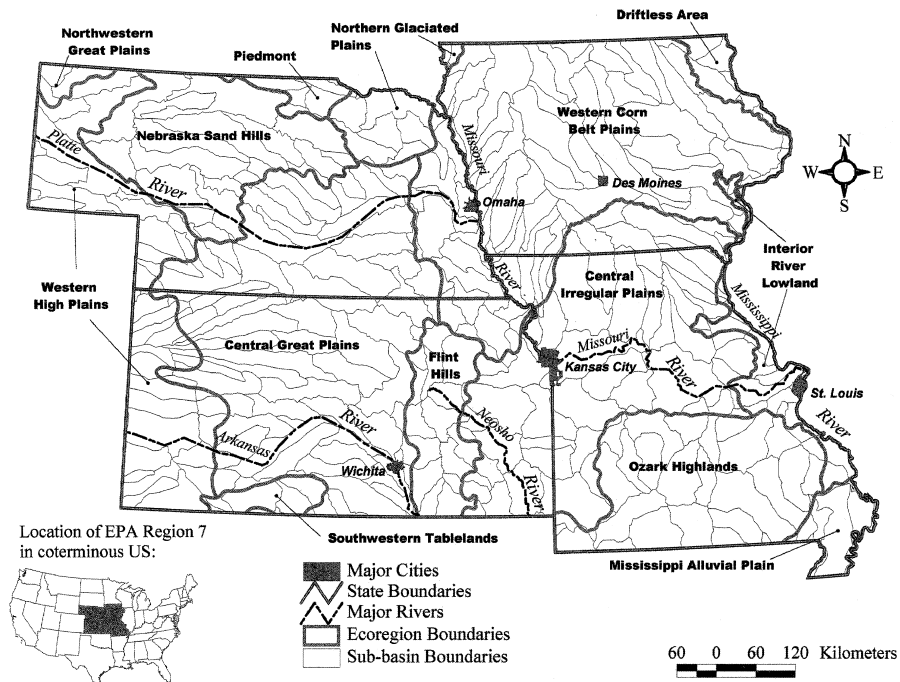 Driftless Area
Northwestern
Great Plains
Piedmont
Northern Glaciated
Plains
Western Corn
Belt Plains
Nebraska Sand Hills
Platte
River
Missouri
River
Omaha
Des Moines
N
W
E
S
Interior
River
Lowland
Central
Irregular Plains
Western
High Plains
Mississippi
River
Central Great Plains
Flint
Hills
Missouri
River
Kansas City
St. Louis
Arkansas
River
Neosho
River
Wichita
Ozark Highlands
Southwestern Tablelands
Mississippi Alluvial Plain
Location of EPA Region 7
in coterminous US:
Major Cities
State Boundaries
Major Rivers
Ecoregion Boundaries
Sub-basin Boundaries
60 0 60 120 Kilometers